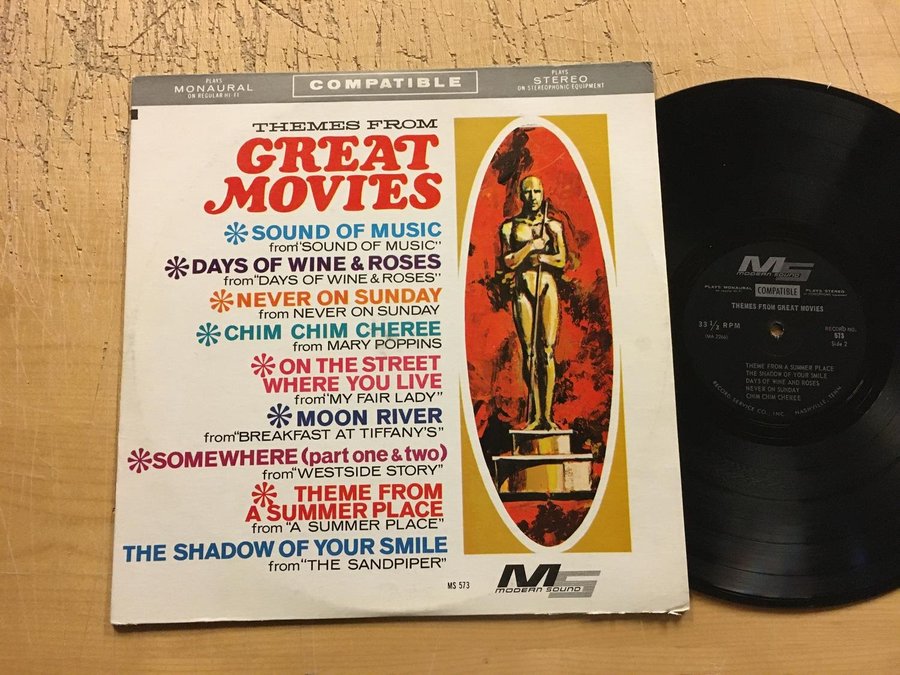 PLAYS
MONAURAL
ON REGULAR HI-FI
COMPATIBLE
PLAYS
STEREO
ON STEREOPHONIC EQUIPMENT
THEMES FROM
GREAT
MOVIES
SOUND OF MUSIC
from "SOUND OF MUSIC"
DAYS OF WINE & ROSES
from "DAYS OF WINE & ROSES"
NEVER ON SUNDAY
from NEVER ON SUNDAY
CHIM CHIM CHEREE
from MARY POPPINS
ON THE STREET
WHERE YOU LIVE
from "MY FAIR LADY"
MOON RIVER
from "BREAKFAST AT TIFFANY'S"
SOMEWHERE (part one & two)
from "WESTSIDE STORY"
THEME FROM
A SUMMER PLACE
from "A SUMMER PLACE"
THE SHADOW OF YOUR SMILE
from "THE SANDPIPER"
MS 573
MS
MODERN SOUND
MS
MODERN SOUND
PLAYS MONAURAL
COMPATIBLE
PLAYS STEREO
THEMES FROM GREAT MOVIES
33 1/3 RPM
RECORD NO.
573
Side 2
THEME FROM A SUMMER PLACE
THE SHADOW OF YOUR SMILE
DAYS OF WINE AND ROSES
NEVER ON SUNDAY
CHIM CHIM CHEREE
RECORD SERVICE CO., INC. NASHVILLE, TENN.